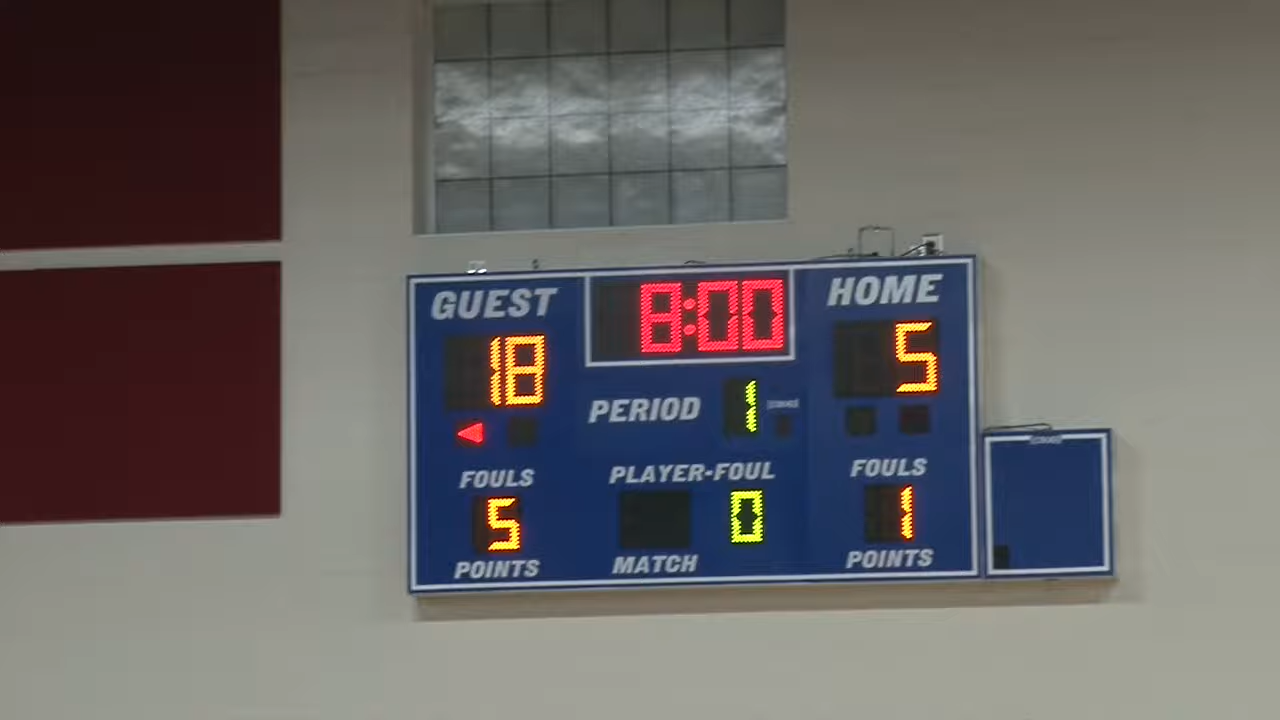 GUEST 8:00 HOME
18 5
PERIOD 1
FOULS PLAYER-FOUL FOULS
5 0 1
POINTS MATCH POINTS